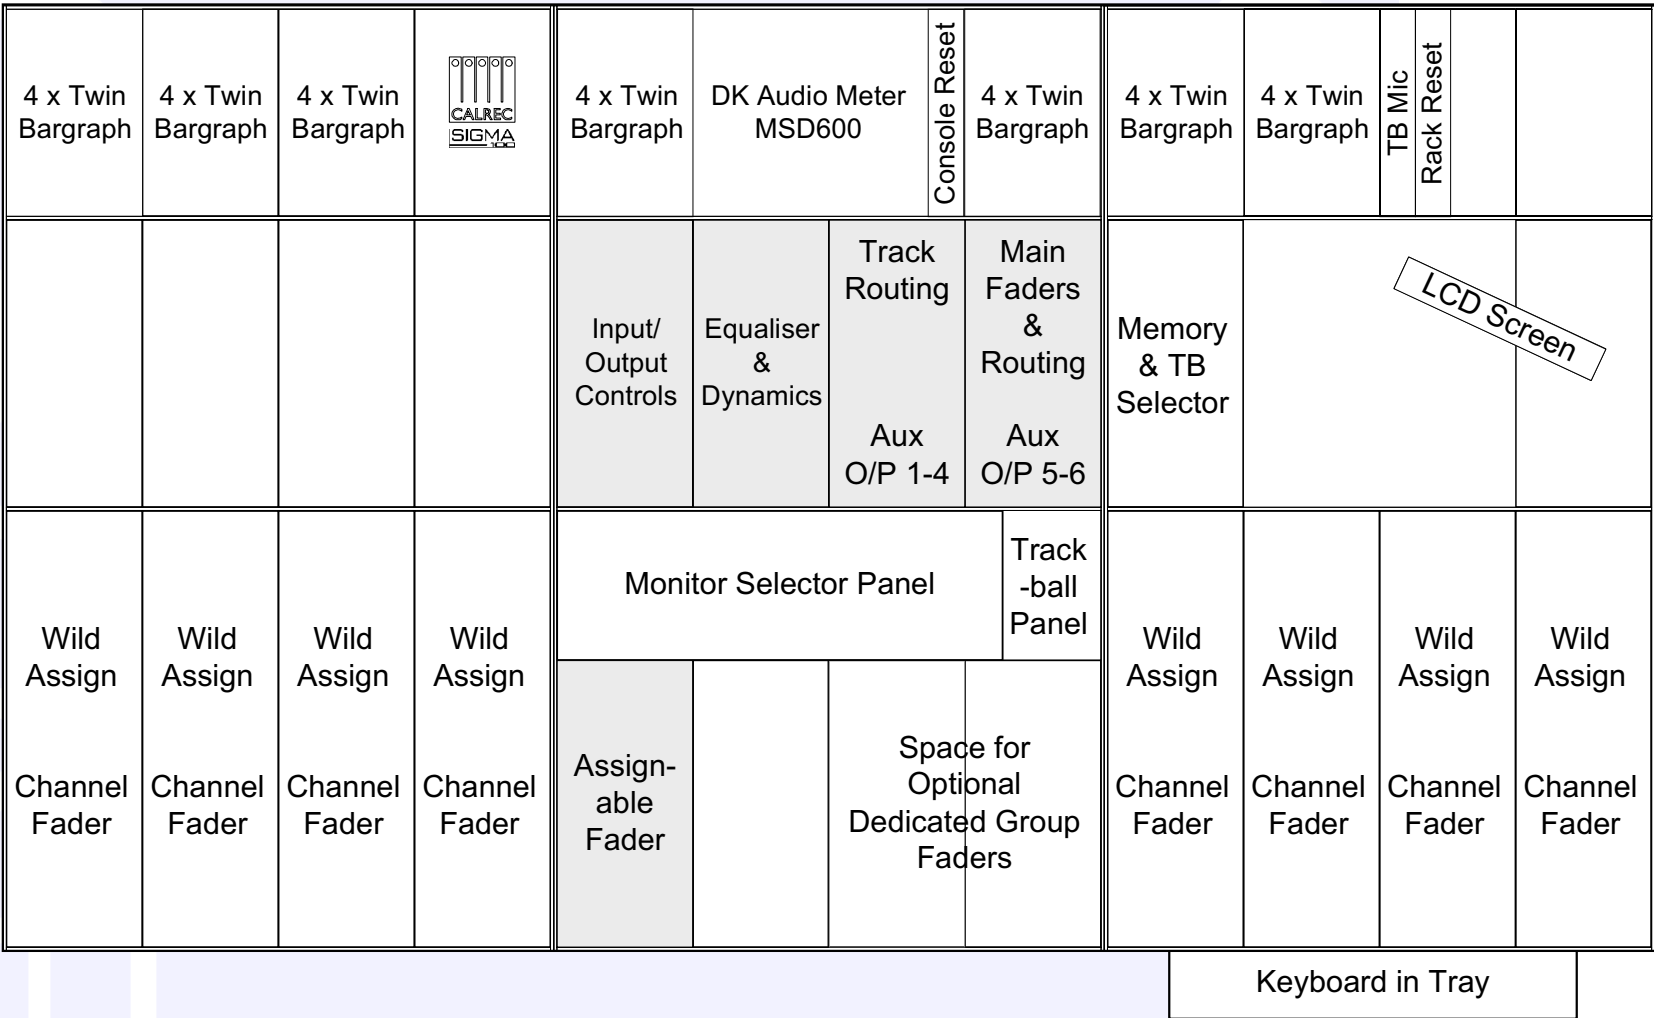 4 x Twin
Bargraph
4 x Twin
Bargraph
4 x Twin
Bargraph
CALREC
SIGMA
100
4 x Twin
Bargraph
DK Audio Meter
MSD600
Console Reset
4 x Twin
Bargraph
4 x Twin
Bargraph
4 x Twin
Bargraph
TB Mic
Rack Reset
Input/
Output
Controls
Equaliser
&
Dynamics
Track
Routing
Aux
O/P 1-4
Main
Faders
&
Routing
Aux
O/P 5-6
Memory
& TB
Selector
LCD Screen
Wild
Assign
Channel
Fader
Wild
Assign
Channel
Fader
Wild
Assign
Channel
Fader
Wild
Assign
Channel
Fader
Monitor Selector Panel
Track
-ball
Panel
Assign-
able
Fader
Space for
Optional
Dedicated Group
Faders
Wild
Assign
Channel
Fader
Wild
Assign
Channel
Fader
Wild
Assign
Channel
Fader
Wild
Assign
Channel
Fader
Keyboard in Tray